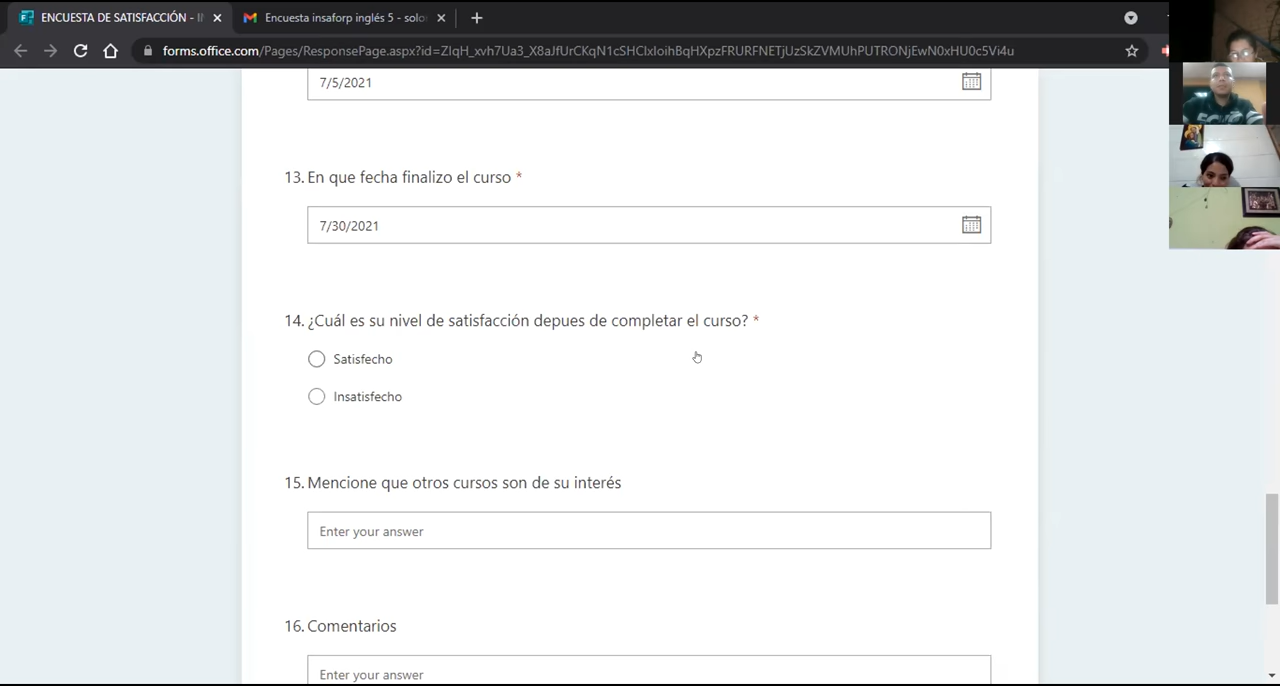 ENCUESTA DE SATISFACCIÓN - I
Encuesta insaforp inglés 5 - solo
forms.office.com/Pages/ResponsePage.aspx?id=ZIqH_xvh7Ua3_X8aJfUrCKqN1cSHClxIoihBqHXpzFRURFNETjUzSkZVMUhPUTRONjEwN0xHU0c5Vi4u
7/5/2021
13. En que fecha finalizo el curso *
7/30/2021
14. ¿Cuál es su nivel de satisfacción depues de completar el curso? *
Satisfecho
Insatisfecho
15. Mencione que otros cursos son de su interés
Enter your answer
16. Comentarios
Enter your answer